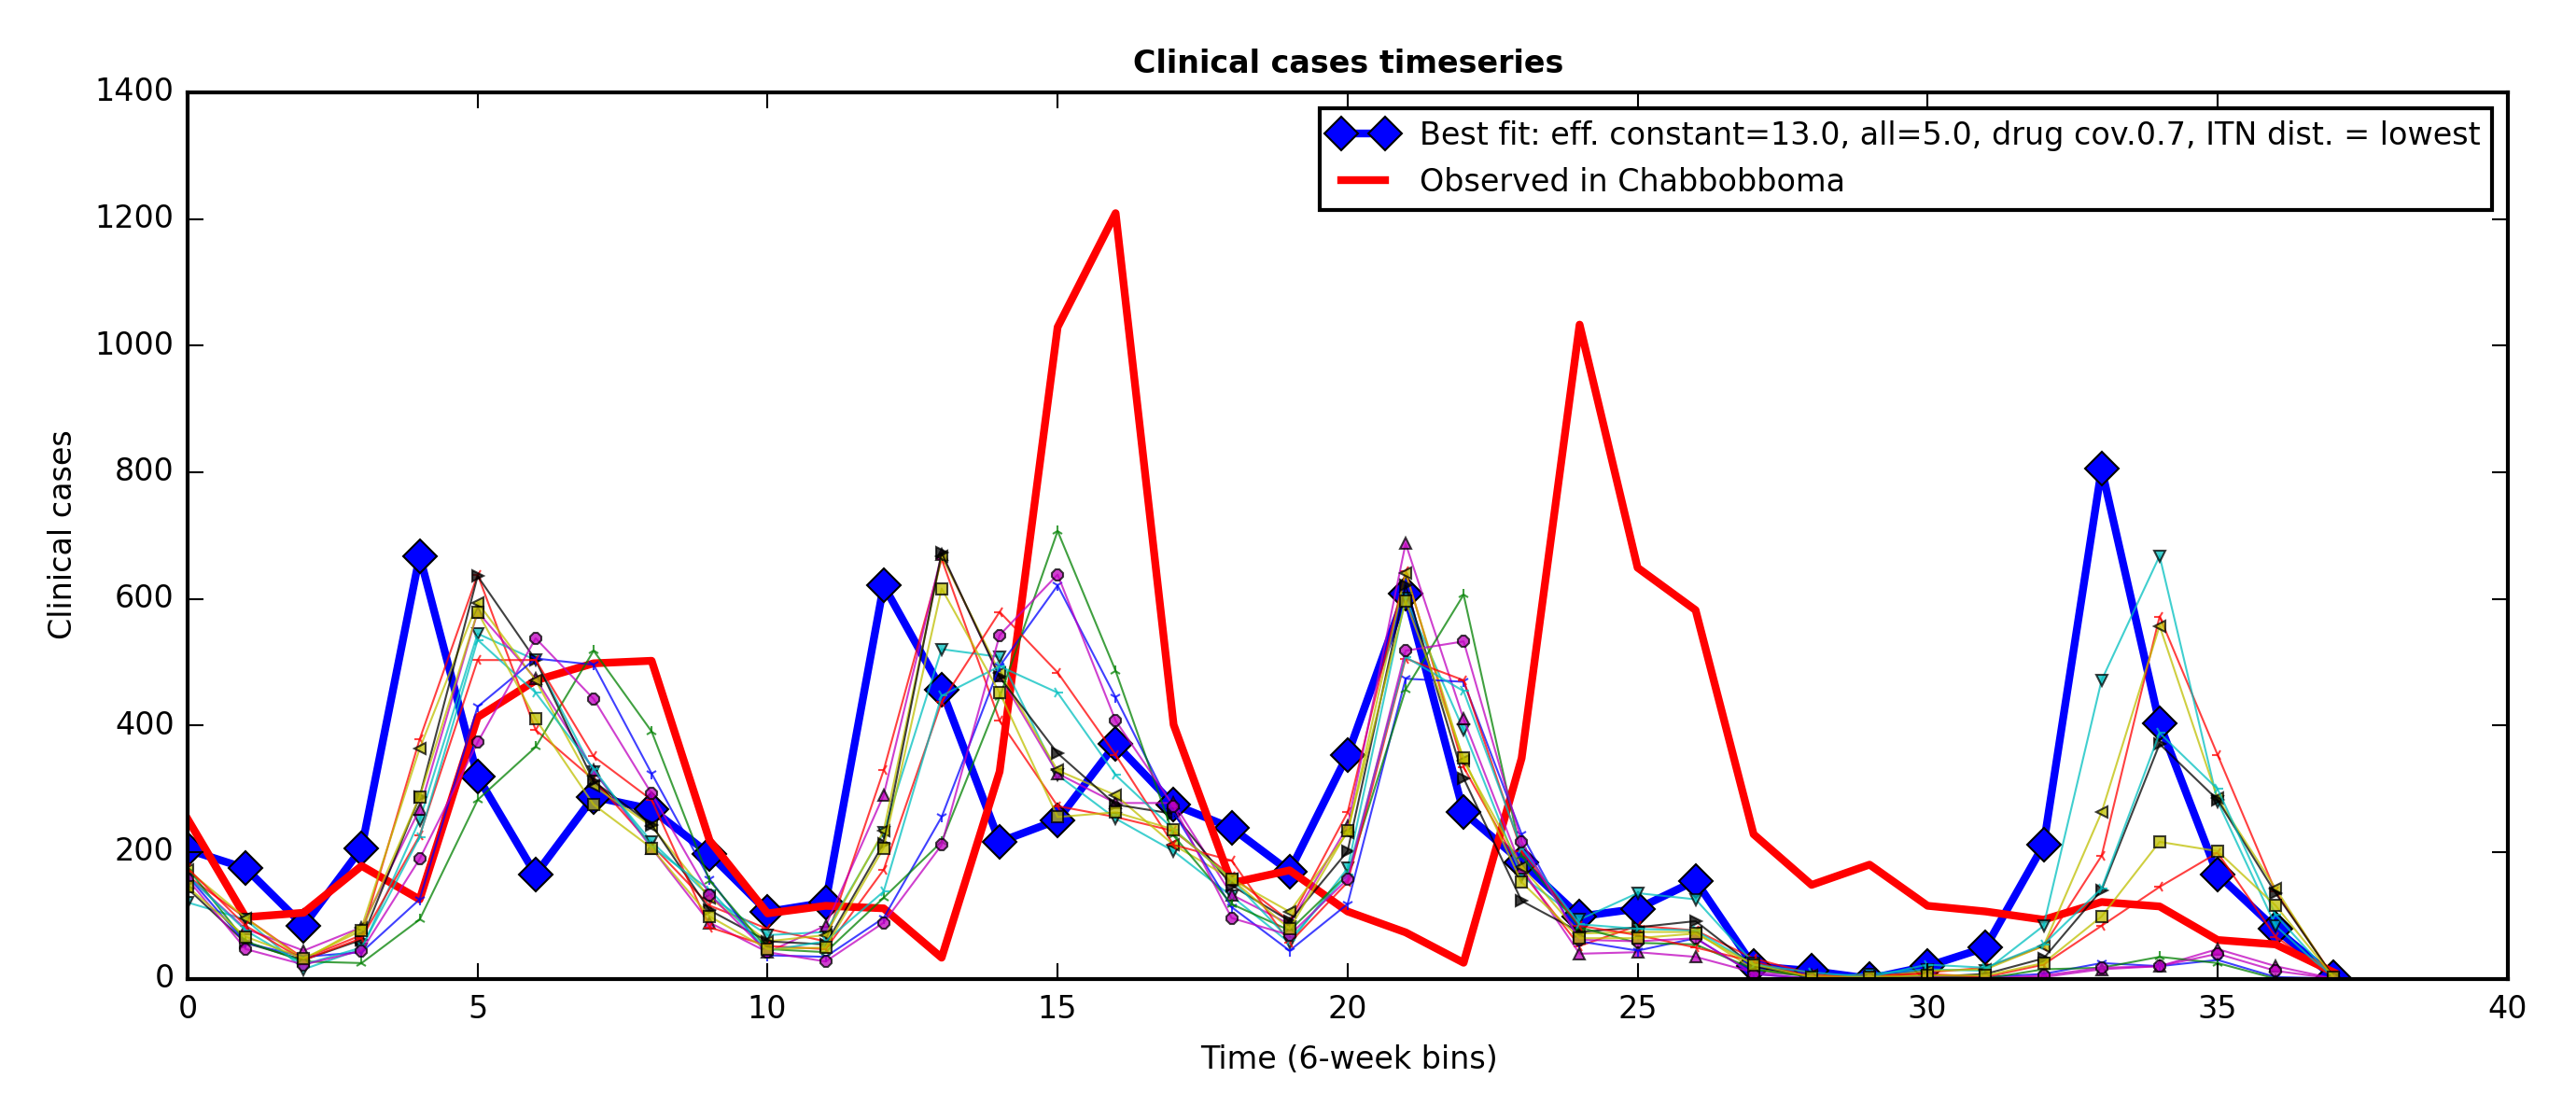 Clinical cases timeseries
1400
1200
1000
800
600
400
200
0
Clinical cases
Best fit: eff. constant=13.0, all=5.0, drug cov.0.7, ITN dist. = lowest
Observed in Chabbobboma
0 5 10 15 20 25 30 35 40
Time (6-week bins)